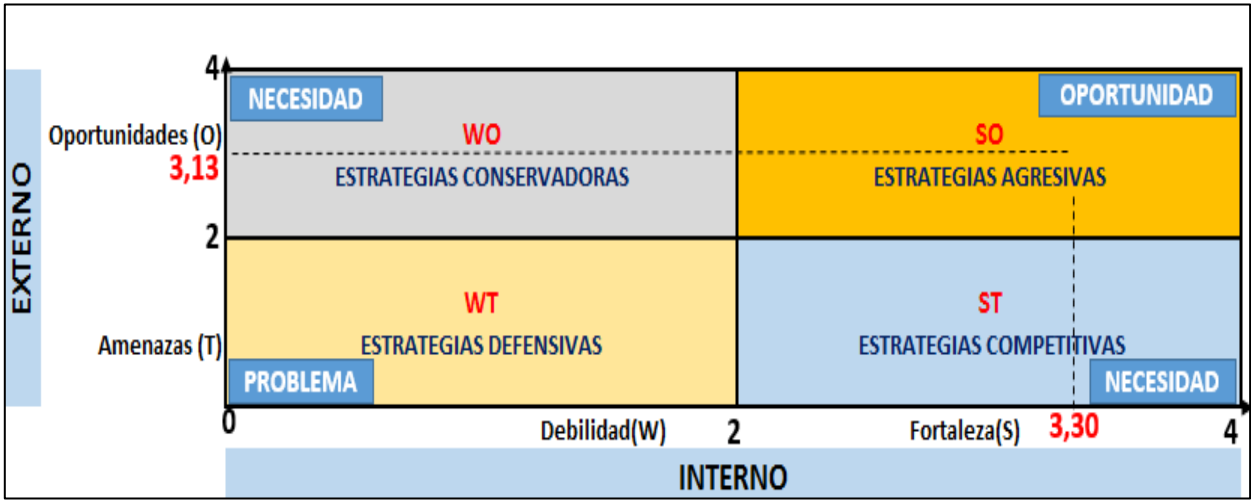 4
NECESIDAD
OPORTUNIDAD
Oportunidades (O)
WO
SO
3,13
ESTRATEGIAS CONSERVADORAS
ESTRATEGIAS AGRESIVAS
EXTERNO
2
WT
ST
Amenazas (T)
ESTRATEGIAS DEFENSIVAS
ESTRATEGIAS COMPETITIVAS
PROBLEMA
NECESIDAD
0
Debilidad(W)
2
Fortaleza(S)
3,30
4
INTERNO